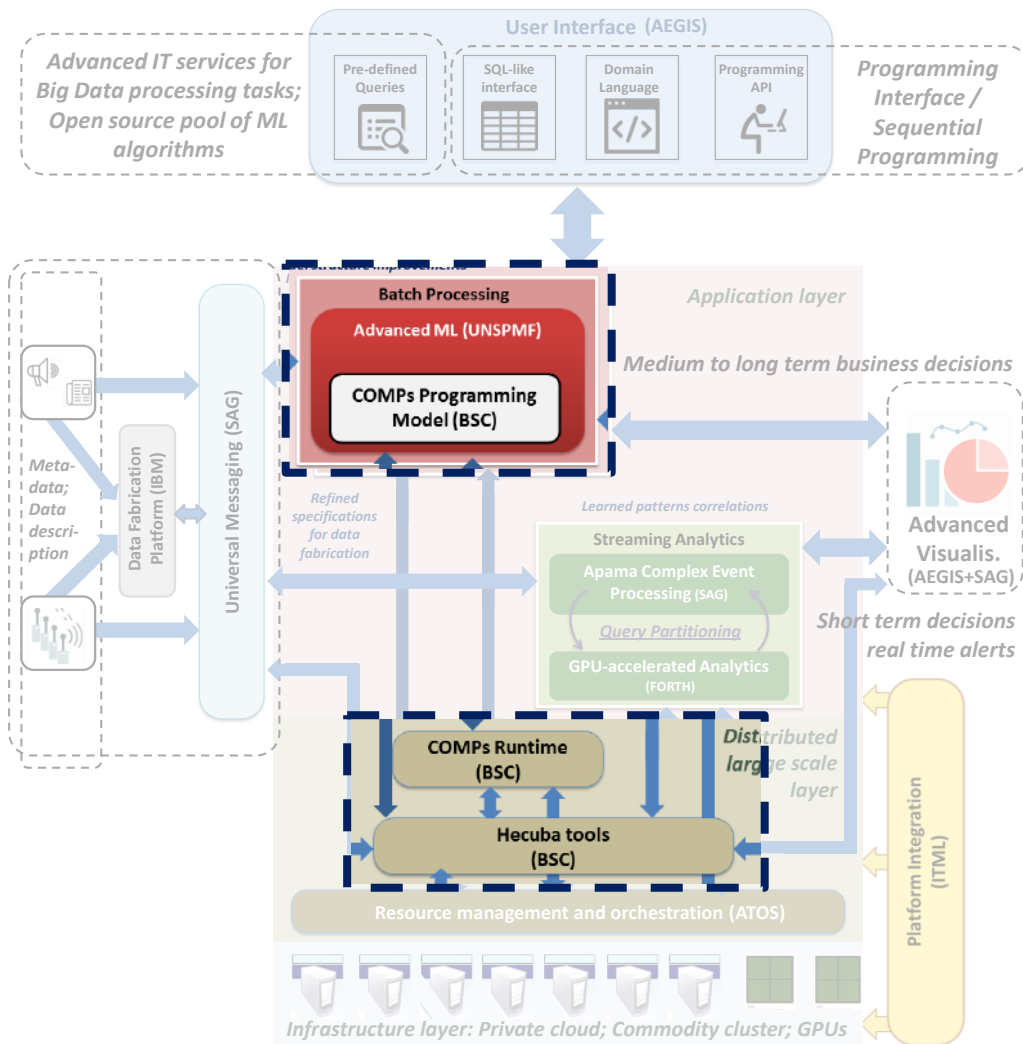 User Interface (AEGIS)
Advanced IT services for
Big Data processing tasks;
Open source pool of ML
algorithms
Pre-defined
Queries
SQL-like
interface
Domain
Language
Programming
API
Programming
Interface /
Sequential
Programming
Batch Processing
Advanced ML (UNSPMF)
COMPs Programming
Model (BSC)
Application layer
Medium to long term business decisions
Meta-
data;
Data
descri-
ption
Data Fabrication
Platform (IBM)
Universal Messaging (SAG)
Refined
specifications
for data
fabrication
Learned patterns correlations
Streaming Analytics
Apama Complex Event
Processing (SAG)
Query Partitioning
GPU-accelerated Analytics
(FORTH)
Advanced
Visualis.
(AEGIS+SAG)
Short term decisions
real time alerts
COMPs Runtime
(BSC)
Distributed
large scale
layer
Hecuba tools
(BSC)
Resource management and orchestration (ATOS)
Platform Integration
(ITML)
Infrastructure layer: Private cloud; Commodity cluster; GPUs